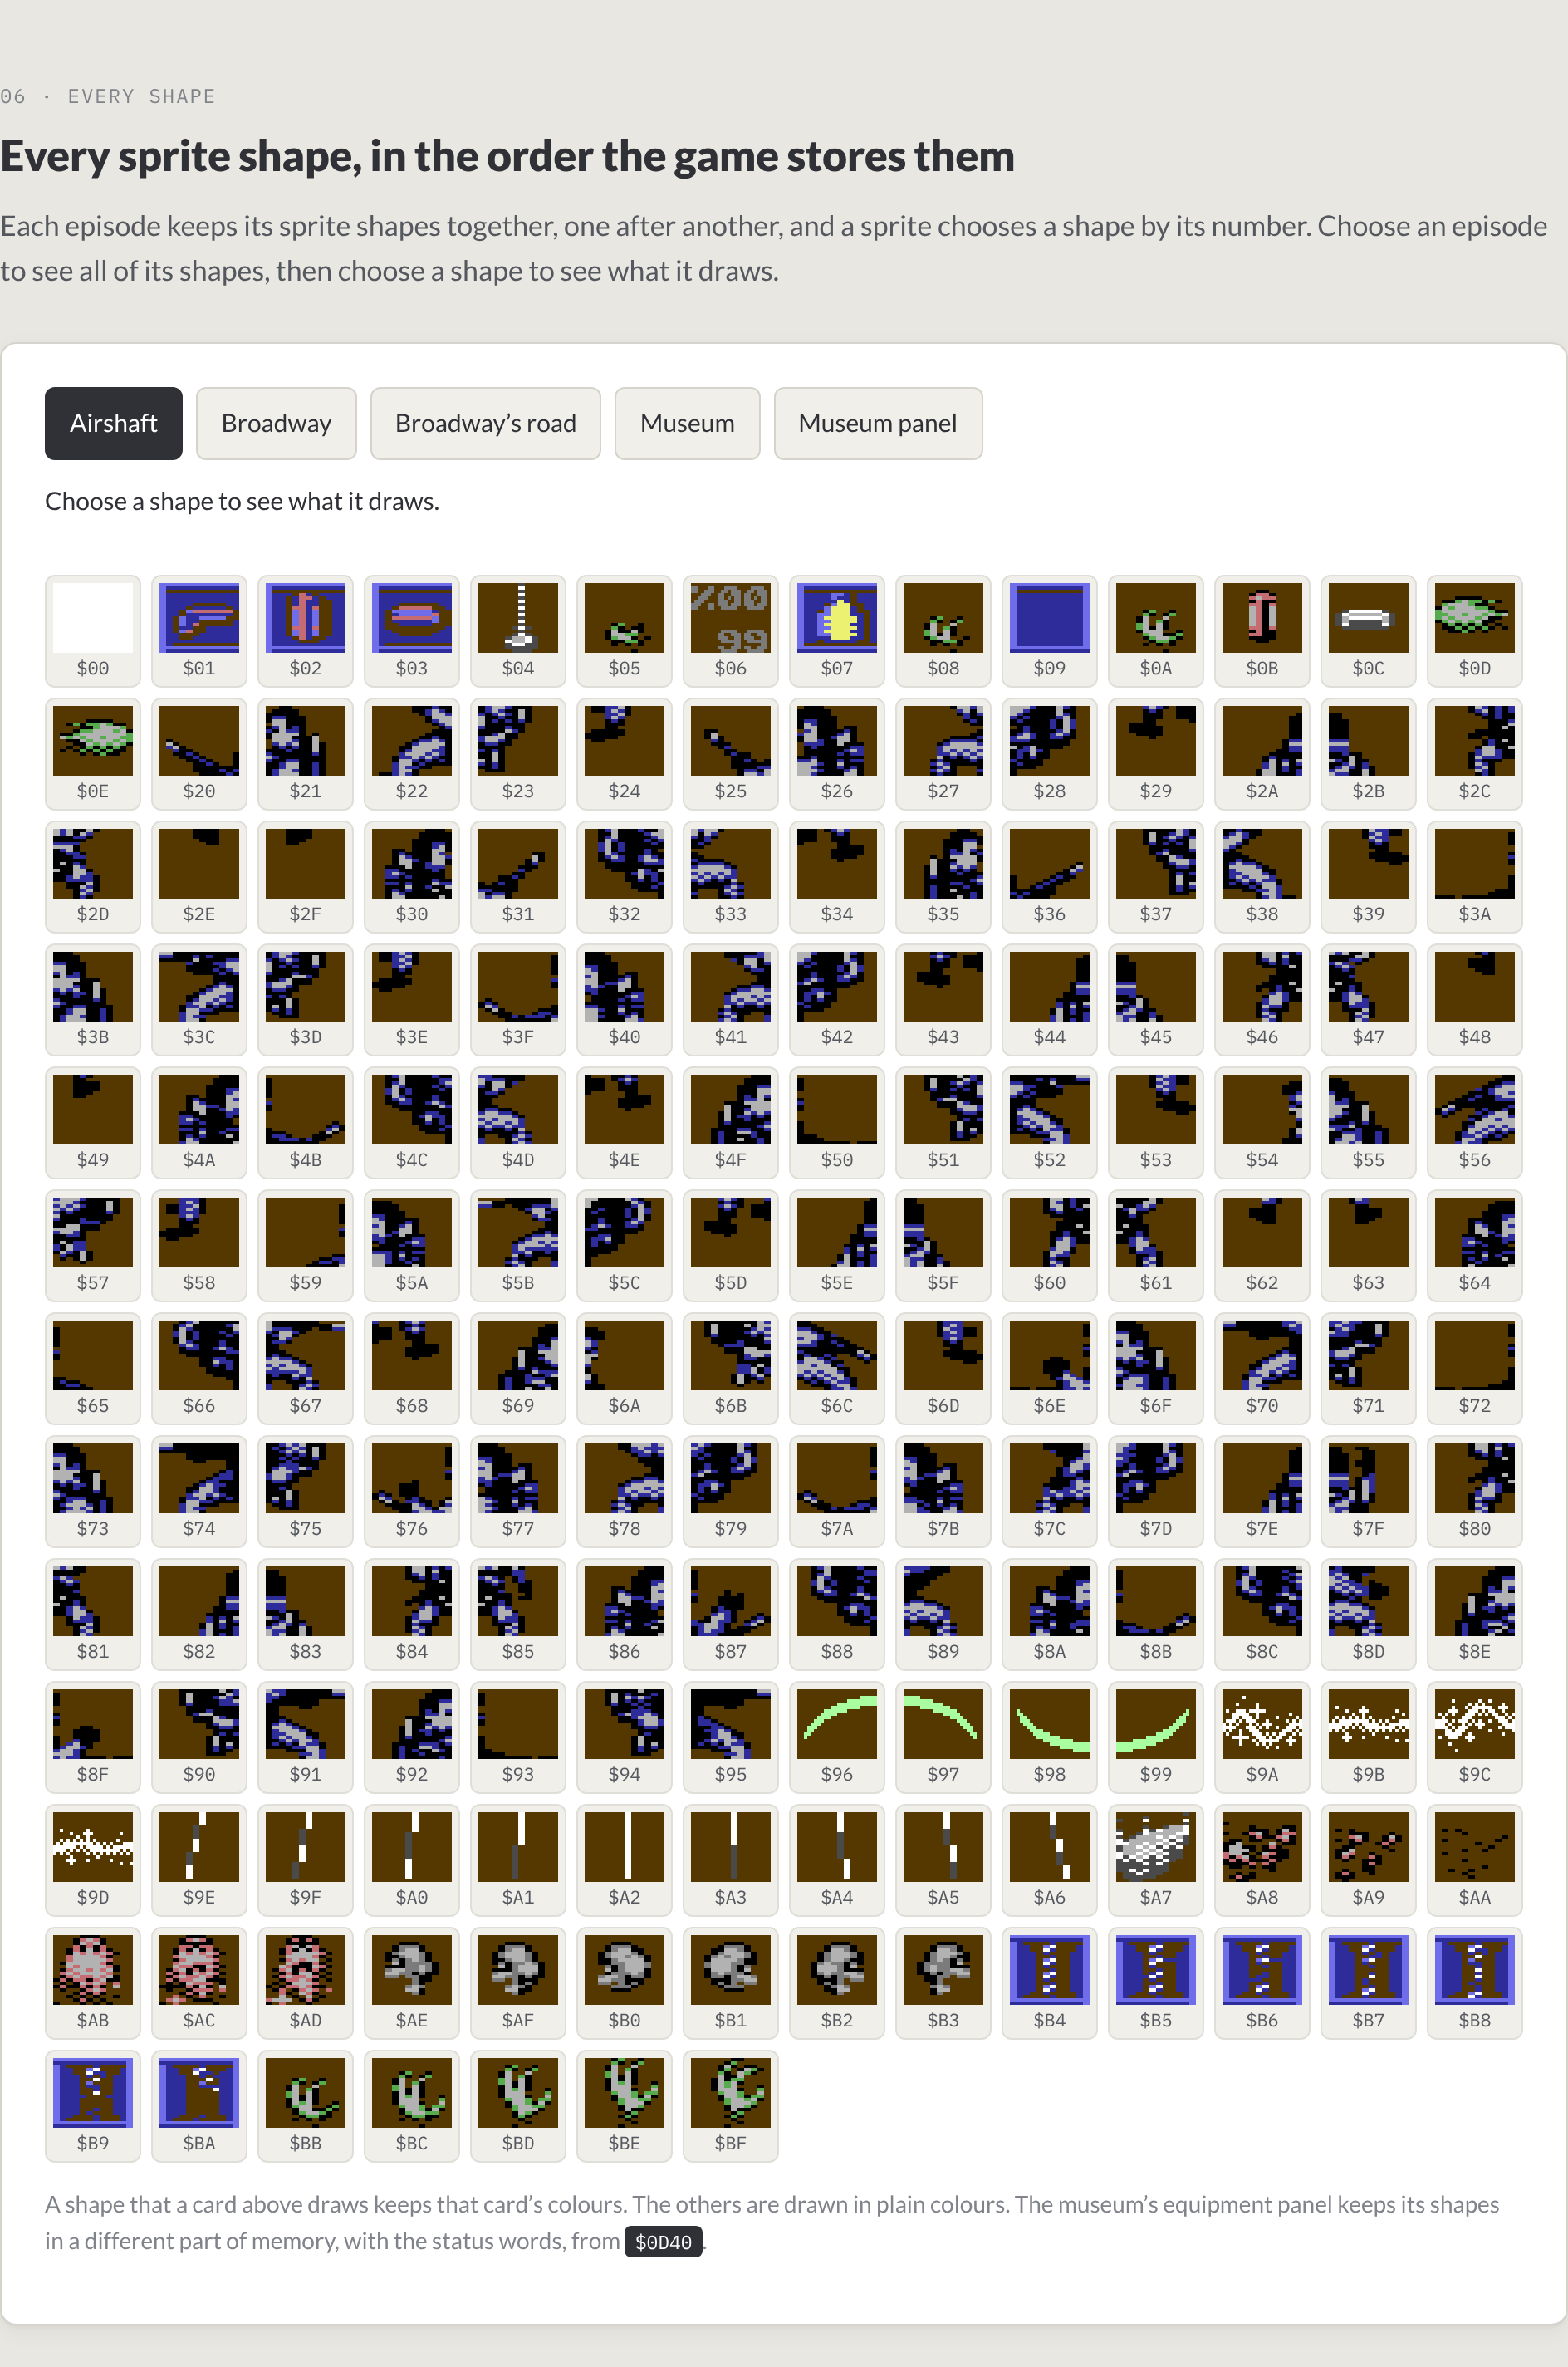 06 · EVERY SHAPE
Every sprite shape, in the order the game stores them
Each episode keeps its sprite shapes together, one after another, and a sprite chooses a shape by its number. Choose an episode
to see all of its shapes, then choose a shape to see what it draws.
Airshaft Broadway Broadway’s road Museum Museum panel
Choose a shape to see what it draws.
%00
99
$00 $01 $02 $03 $04 $05 $06 $07 $08 $09 $0A $0B $0C $0D
$0E $20 $21 $22 $23 $24 $25 $26 $27 $28 $29 $2A $2B $2C
$2D $2E $2F $30 $31 $32 $33 $34 $35 $36 $37 $38 $39 $3A
$3B $3C $3D $3E $3F $40 $41 $42 $43 $44 $45 $46 $47 $48
$49 $4A $4B $4C $4D $4E $4F $50 $51 $52 $53 $54 $55 $56
$57 $58 $59 $5A $5B $5C $5D $5E $5F $60 $61 $62 $63 $64
$65 $66 $67 $68 $69 $6A $6B $6C $6D $6E $6F $70 $71 $72
$73 $74 $75 $76 $77 $78 $79 $7A $7B $7C $7D $7E $7F $80
$81 $82 $83 $84 $85 $86 $87 $88 $89 $8A $8B $8C $8D $8E
$8F $90 $91 $92 $93 $94 $95 $96 $97 $98 $99 $9A $9B $9C
$9D $9E $9F $A0 $A1 $A2 $A3 $A4 $A5 $A6 $A7 $A8 $A9 $AA
$AB $AC $AD $AE $AF $B0 $B1 $B2 $B3 $B4 $B5 $B6 $B7 $B8
$B9 $BA $BB $BC $BD $BE $BF
A shape that a card above draws keeps that card’s colours. The others are drawn in plain colours. The museum’s equipment panel keeps its shapes
in a different part of memory, with the status words, from $0D40.